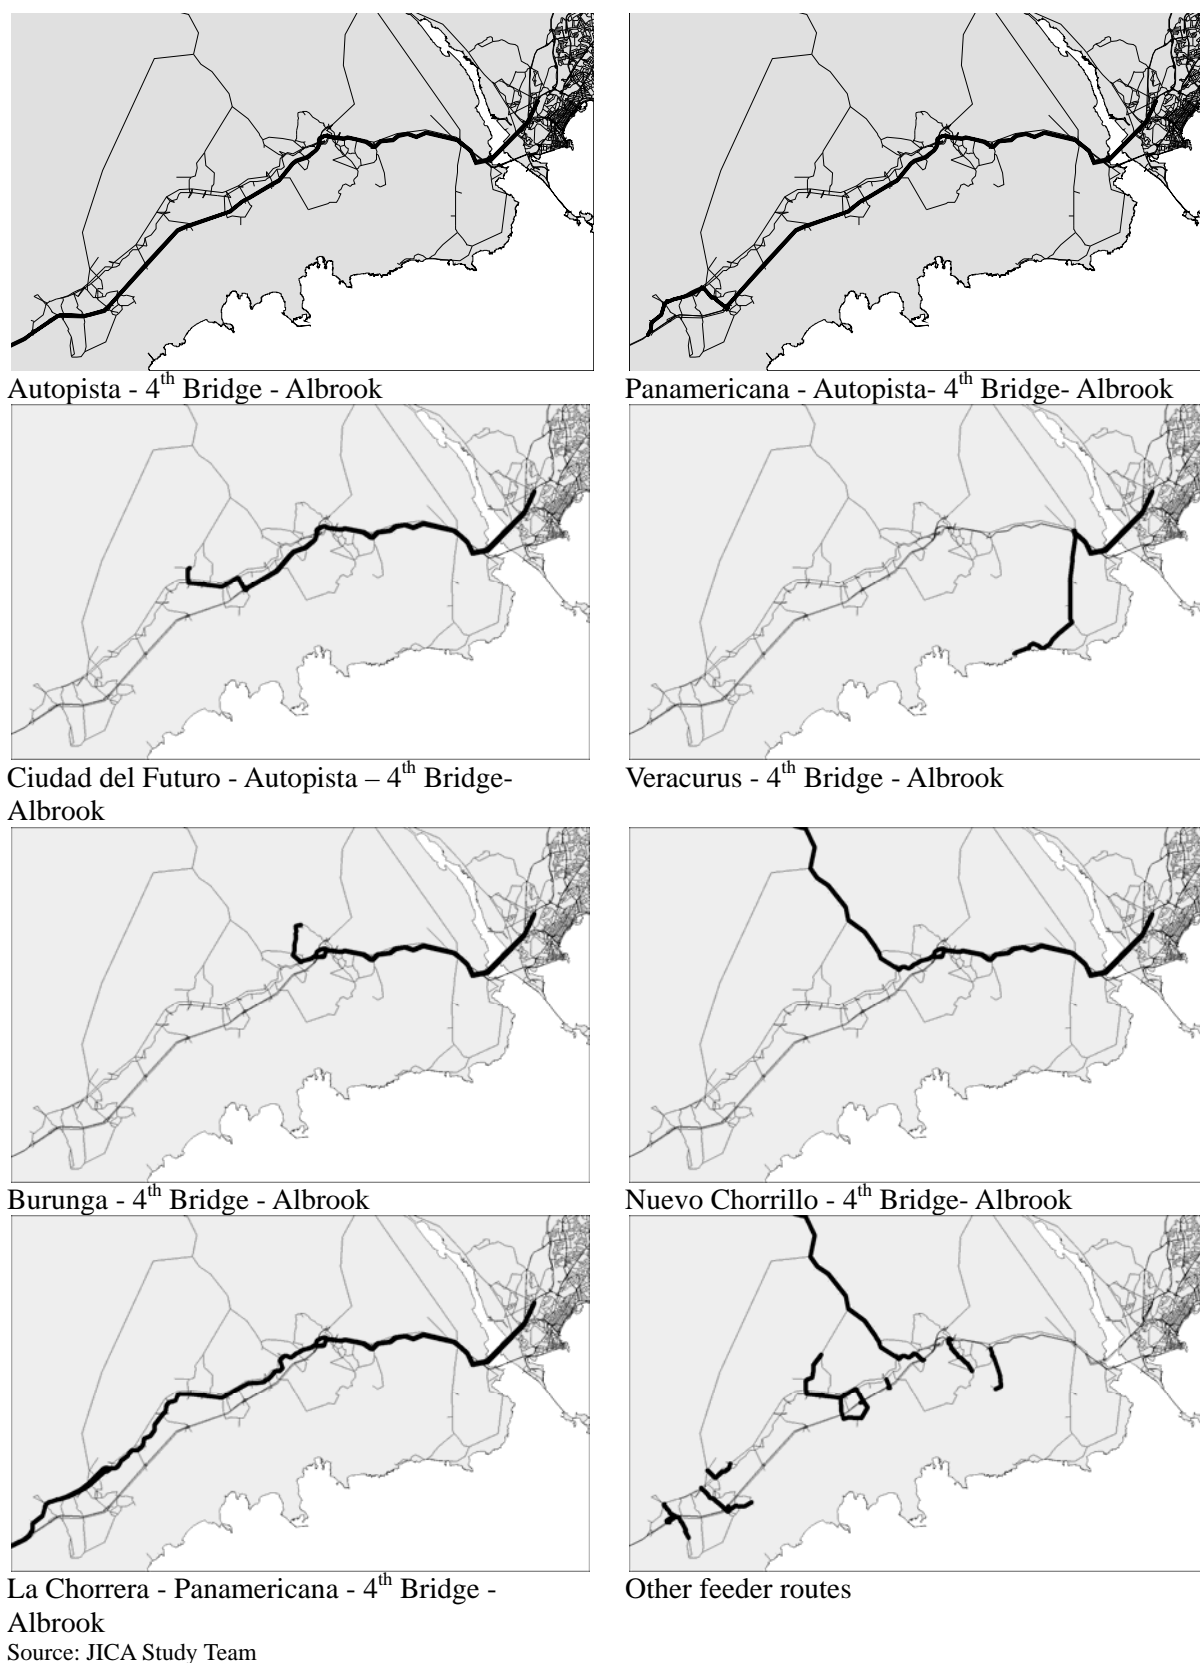 Autopista - 4th Bridge - Albrook
Panamericana - Autopista- 4th Bridge- Albrook
Ciudad del Futuro - Autopista – 4th Bridge-
Albrook
Veracurus - 4th Bridge - Albrook
Burunga - 4th Bridge - Albrook
Nuevo Chorrillo - 4th Bridge- Albrook
La Chorrera - Panamericana - 4th Bridge -
Albrook
Other feeder routes
Source: JICA Study Team